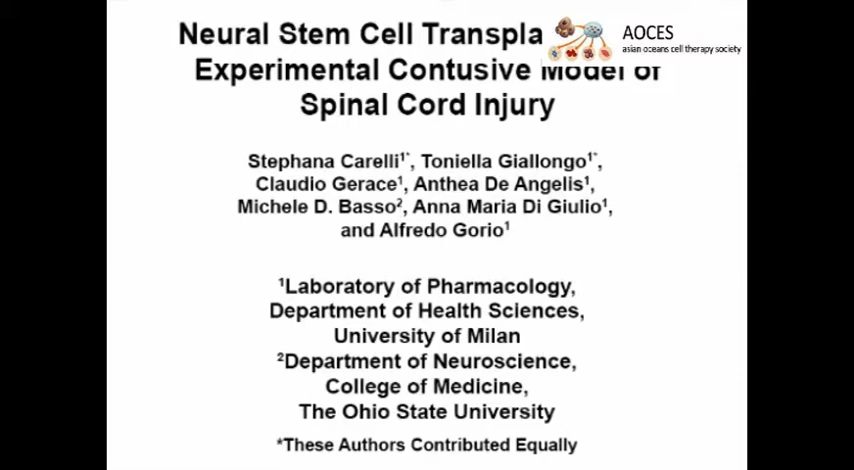 Neural Stem Cell
Experimental Contusive Model of
Spinal Cord Injury
AOCES
asian oceans cell therapy society
Stephana Carelli¹*, Toniella Giallongo¹*,
Claudio Gerace¹, Anthea De Angelis¹,
Michele D. Basso², Anna Maria Di Giulio¹,
and Alfredo Gorio¹
¹Laboratory of Pharmacology,
Department of Health Sciences,
University of Milan
²Department of Neuroscience,
College of Medicine,
The Ohio State University
*These Authors Contributed Equally